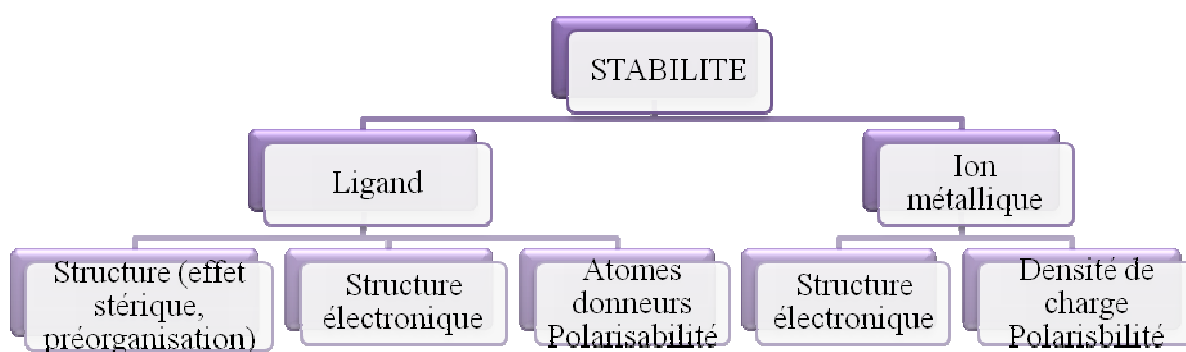 STABILITE
Ligand
Ion
métallique
Structure (effet
stérique,
préorganisation)
Structure
électronique
Atomes
donneurs
Polarisabilité
Structure
électronique
Densité de
charge
Polarisbilité